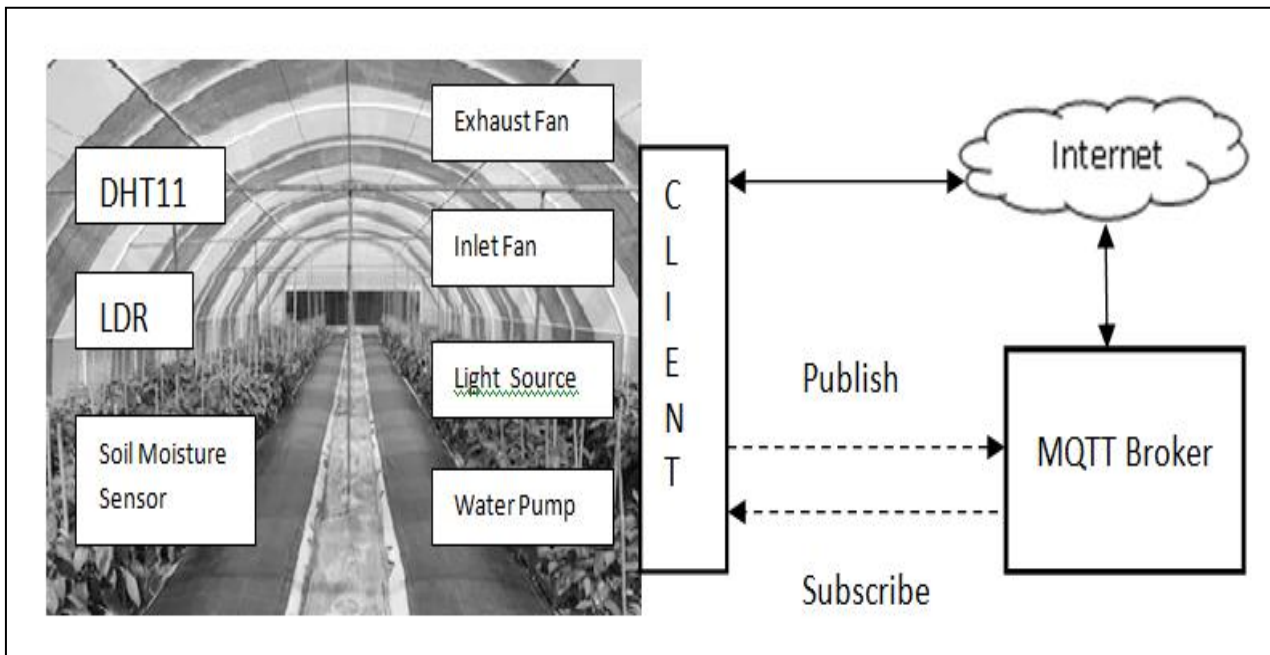 Exhaust Fan
DHT11
Inlet Fan
LDR
Light Source
Soil Moisture
Sensor
Water Pump
C
L
I
E
N
T
Internet
Publish
MQTT Broker
Subscribe